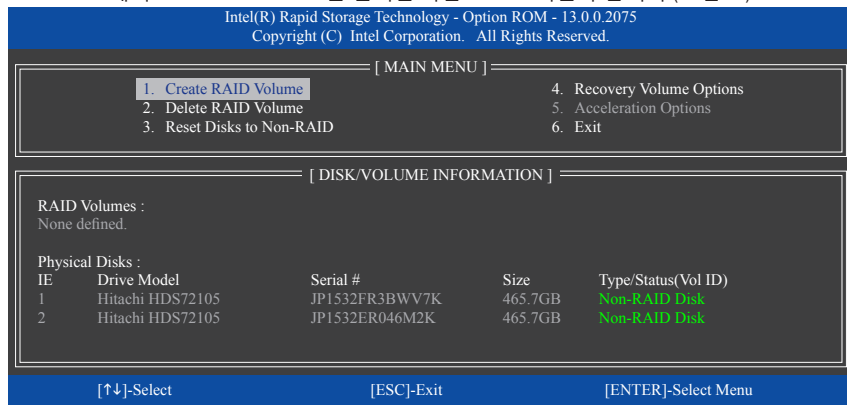 Intel(R) Rapid Storage Technology - Option ROM - 13.0.0.2075
Copyright (C) Intel Corporation. All Rights Reserved.
[ MAIN MENU ]
1. Create RAID Volume
2. Delete RAID Volume
3. Reset Disks to Non-RAID
4. Recovery Volume Options
5. Acceleration Options
6. Exit
[ DISK/VOLUME INFORMATION ]
RAID Volumes :
None defined.
Physical Disks :
IE Drive Model Serial # Size Type/Status(Vol ID)
1 Hitachi HDS72105 JP1532FR3BWV7K 465.7GB Non-RAID Disk
2 Hitachi HDS72105 JP1532ER046M2K 465.7GB Non-RAID Disk
[↑↓]-Select [ESC]-Exit [ENTER]-Select Menu